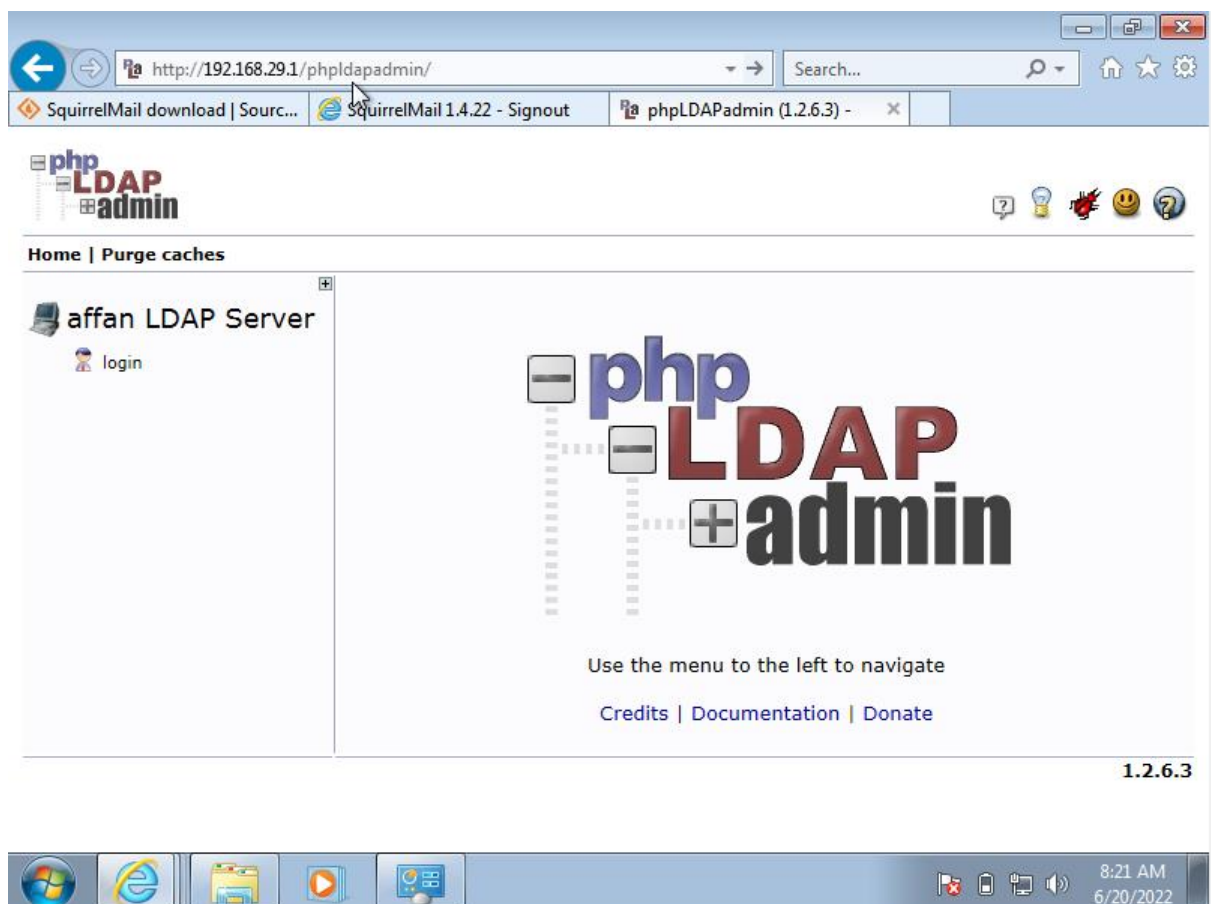 http://192.168.29.1/phpldapadmin/
Search...
SquirrelMail download | Sourc...
SquirrelMail 1.4.22 - Signout
phpLDAPadmin (1.2.6.3) -
php
LDAP
admin
Home | Purge caches
affan LDAP Server
login
php
LDAP
admin
Use the menu to the left to navigate
Credits | Documentation | Donate
1.2.6.3
8:21 AM
6/20/2022